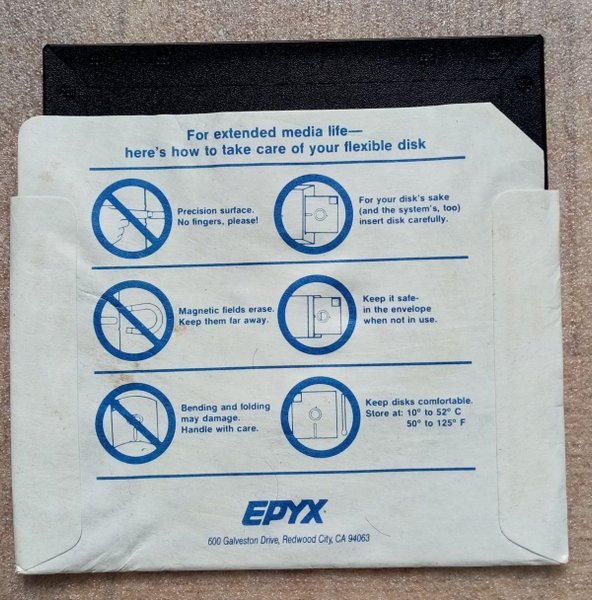 For extended media life—
here's how to take care of your flexible disk
Precision surface.
No fingers, please!
For your disk's sake
(and the system's, too)
insert disk carefully.
Magnetic fields erase.
Keep them far away.
Keep it safe-
in the envelope
when not in use.
Bending and folding
may damage.
Handle with care.
Keep disks comfortable.
Store at: 10° to 52° C
50° to 125° F
EPYX
600 Galveston Drive, Redwood City, CA 94063